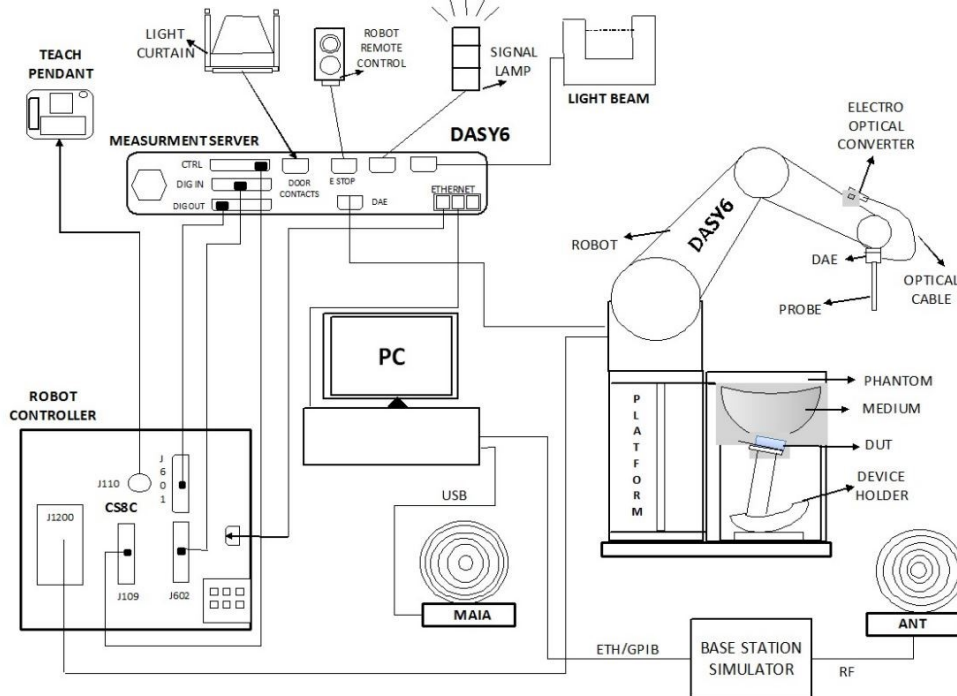 LIGHT
CURTAIN
ROBOT
REMOTE
CONTROL
SIGNAL
LAMP
LIGHT BEAM
TEACH
PENDANT
ELECTRO
OPTICAL
CONVERTER
MEASURMENT SERVER
DASY6
CTRL
DIG IN
DIGOUT
DOOR
CONTACTS
E STOP
DAE
ETHERNET
ROBOT
DASY6
DAE
PROBE
OPTICAL
CABLE
PC
PLATFORM
PHANTOM
MEDIUM
DUT
DEVICE
HOLDER
ROBOT
CONTROLLER
J110
J601
CS8C
J1200
J109
J602
USB
MAIA
ETH/GPIB
BASE STATION
SIMULATOR
RF
ANT